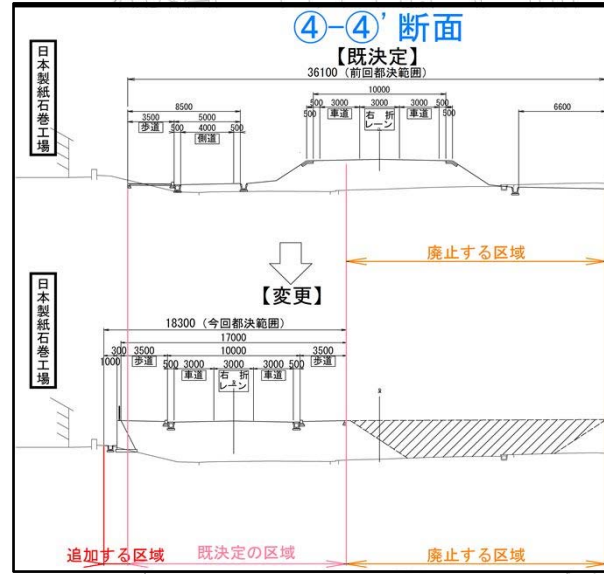 ④-④'断面
【既決定】
36100（前回都決範囲）
日本製紙石巻工場
10000
8500
500 3000 3000 3000 500
6600
3500 5000
500 車道 右折レーン 車道 500
歩道 500 4000 500
側道
廃止する区域
【変更】
日本製紙石巻工場
18300（今回都決範囲）
17000
300 3500 10000 3500
1000 歩道 500 3000 3000 3000 500 歩道
車道 右折レーン 車道
追加する区域 既決定の区域 廃止する区域